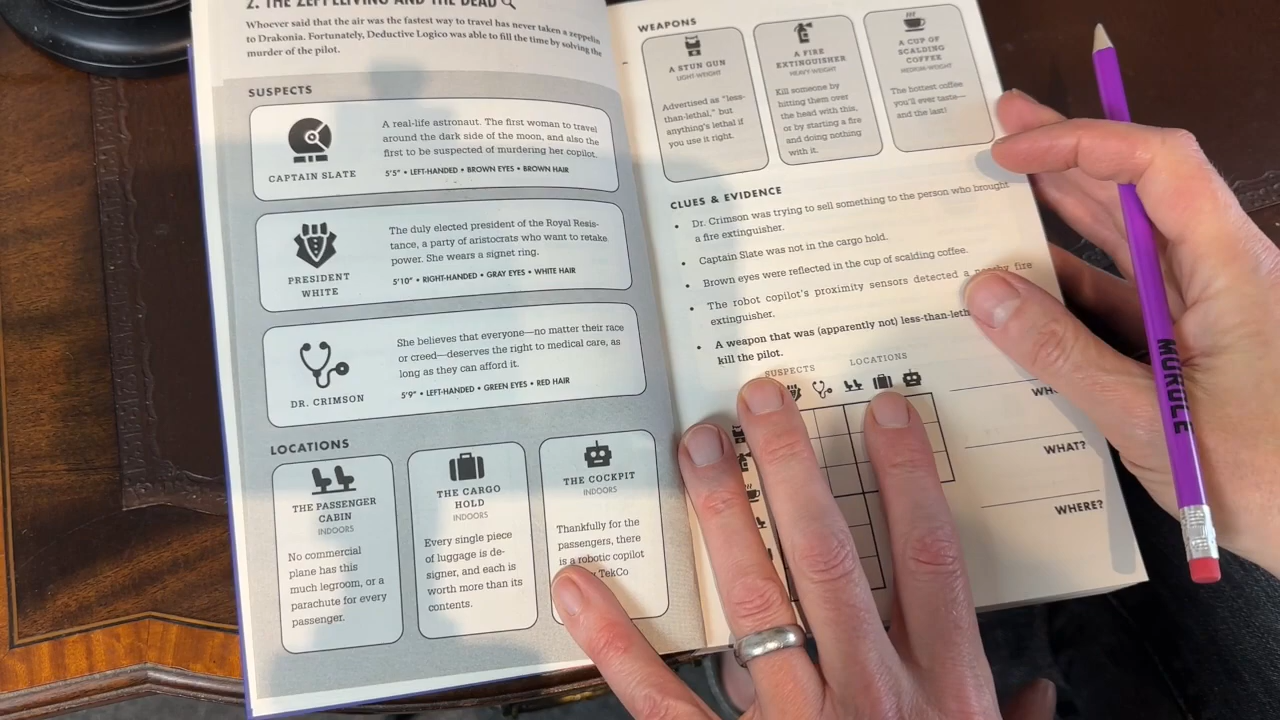 2. THE ZEPPELIVING AND THE DEAD
Whoever said that the air was the fastest way to travel has never taken a zeppelin
to Drakonia. Fortunately, Deductive Logico was able to fill the time by solving the
murder of the pilot.
SUSPECTS
CAPTAIN SLATE
A real-life astronaut. The first woman to travel
around the dark side of the moon, and also the
first to be suspected of murdering her copilot.
5'5" • LEFT-HANDED • BROWN EYES • BROWN HAIR
PRESIDENT
WHITE
The duly elected president of the Royal Resis-
tance, a party of aristocrats who want to retake
power. She wears a signet ring.
5'10" • RIGHT-HANDED • GRAY EYES • WHITE HAIR
DR. CRIMSON
She believes that everyone—no matter their race
or creed—deserves the right to medical care, as
long as they can afford it.
5'9" • LEFT-HANDED • GREEN EYES • RED HAIR
LOCATIONS
THE PASSENGER
CABIN
INDOORS
No commercial
plane has this
much legroom, or a
parachute for every
passenger.
THE CARGO
HOLD
INDOORS
Every single piece
of luggage is de-
signer, and each is
worth more than its
contents.
THE COCKPIT
INDOORS
Thankfully for the
passengers, there
is a robotic copilot
TekCo
WEAPONS
A STUN GUN
LIGHT-WEIGHT
Advertised as "less-
than-lethal," but
anything's lethal if
you use it right.
A FIRE
EXTINGUISHER
HEAVY-WEIGHT
Kill someone by
hitting them over
the head with this,
or by starting a fire
and doing nothing
with it.
A CUP OF
SCALDING
COFFEE
MEDIUM-WEIGHT
The hottest coffee
you'll ever taste—
and the last!
CLUES & EVIDENCE
• Dr. Crimson was trying to sell something to the person who brought
a fire extinguisher.
• Captain Slate was not in the cargo hold.
• Brown eyes were reflected in the cup of scalding coffee.
• The robot copilot's proximity sensors detected a nearby fire
extinguisher.
• A weapon that was (apparently not) less-than-leth
kill the pilot.
SUSPECTS
LOCATIONS
WHAT?
WHERE?
MURDLE